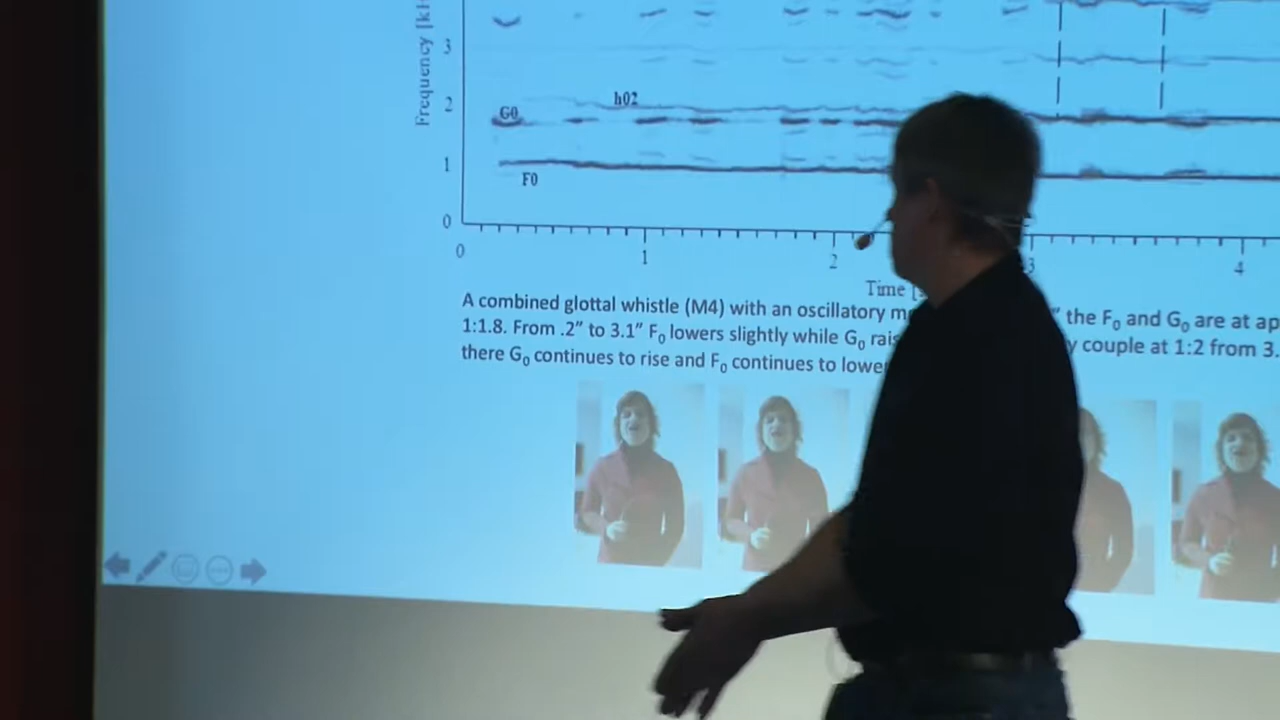 Frequency [k
3
2
1
0
h02
G0
F0
0 1 2 3 4
Time [
A combined glottal whistle (M4) with an oscillatory m ″ the F₀ and G₀ are at ap
1:1.8. From .2″ to 3.1″ F₀ lowers slightly while G₀ rais y couple at 1:2 from 3.
there G₀ continues to rise and F₀ continues to lowe